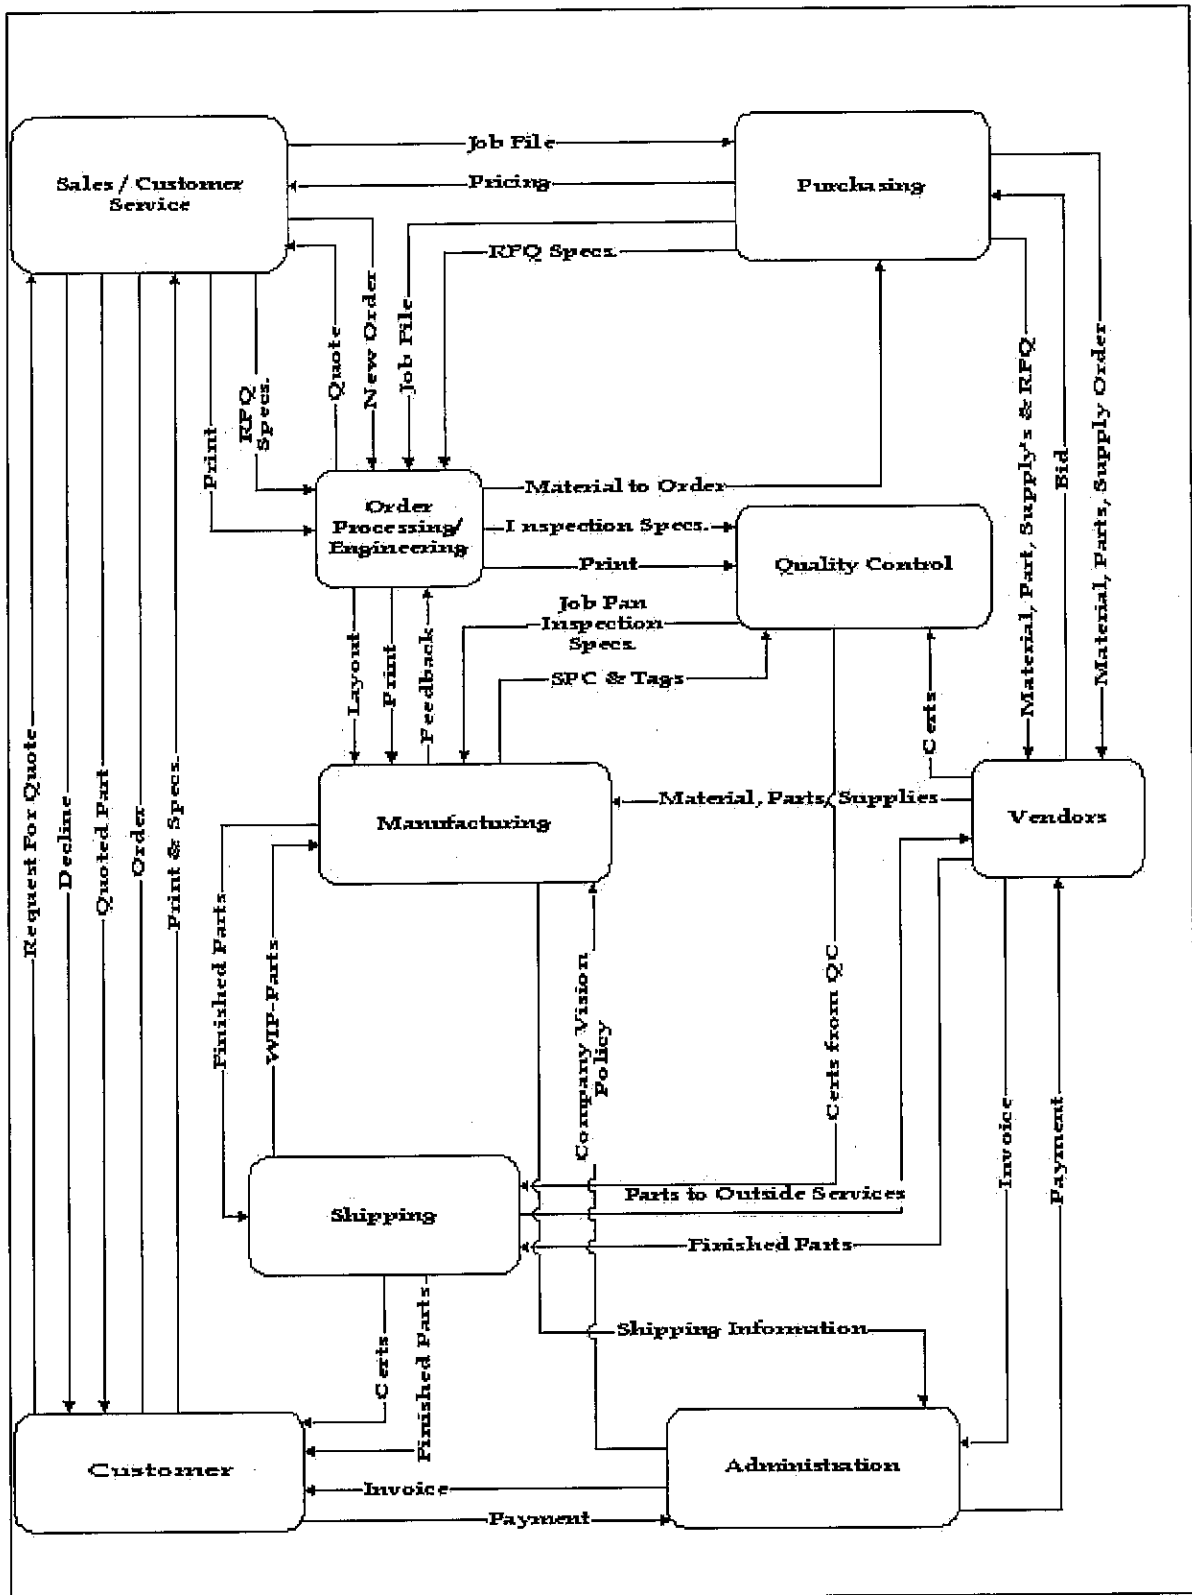 Job File
Pricing
RFQ Specs.
Sales / Customer
Service
Purchasing
Quote
New Order
Job File
RFQ
Specs.
Print
Material, Part, Supply's & RFQ
Bid
Material, Parts, Supply Order
Order
Processing/
Engineering
Material to Order
Inspection Specs.
Print
Quality Control
Job Pan
Inspection
Specs.
SPC & Tags
Layout
Print
Feedback
Certs
Material, Parts, Supplies
Manufacturing
Vendors
Request For Quote
Decline
Quoted Part
Order
Print & Specs.
Finished Parts
WIP-Parts
Company Vision
Policy
Certs from QC
Invoice
Payment
Shipping
Parts to Outside Services
Finished Parts
Certs
Finished Parts
Shipping Information
Customer
Administration
Invoice
Payment